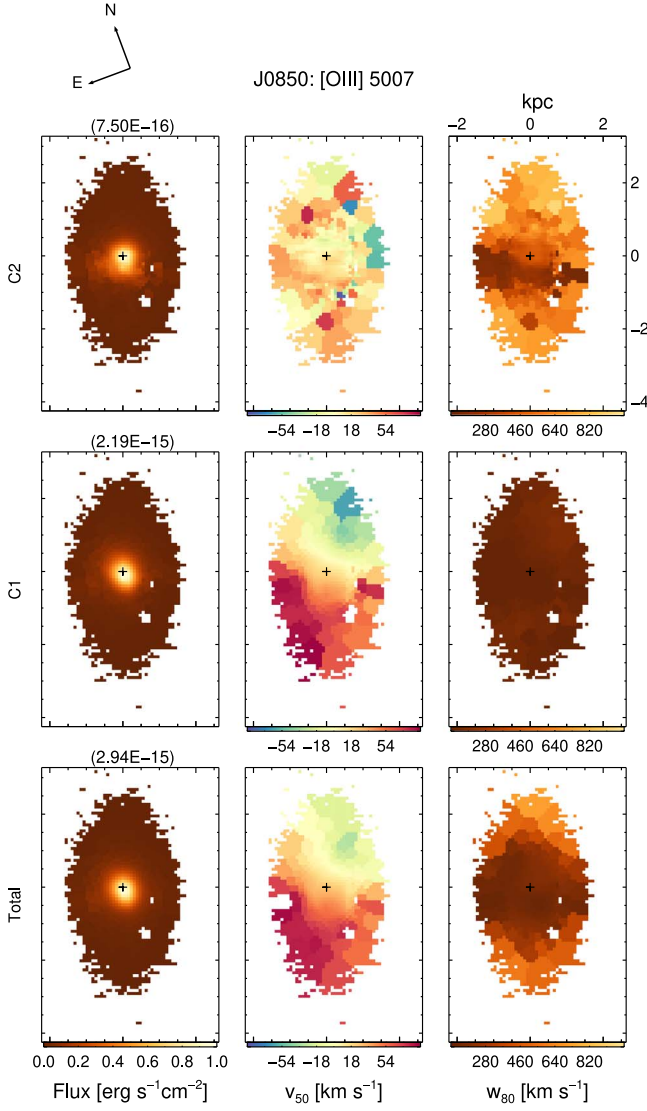 N
E
J0850: [OIII] 5007
kpc
(7.50E−16)
−2 0 2
C2
2
0
−2
−4
−54 −18 18 54
280 460 640 820
(2.19E−15)
C1
−54 −18 18 54
280 460 640 820
(2.94E−15)
Total
0.0 0.2 0.4 0.6 0.8 1.0
−54 −18 18 54
280 460 640 820
Flux [erg s−1cm−2]
v50 [km s−1]
w80 [km s−1]